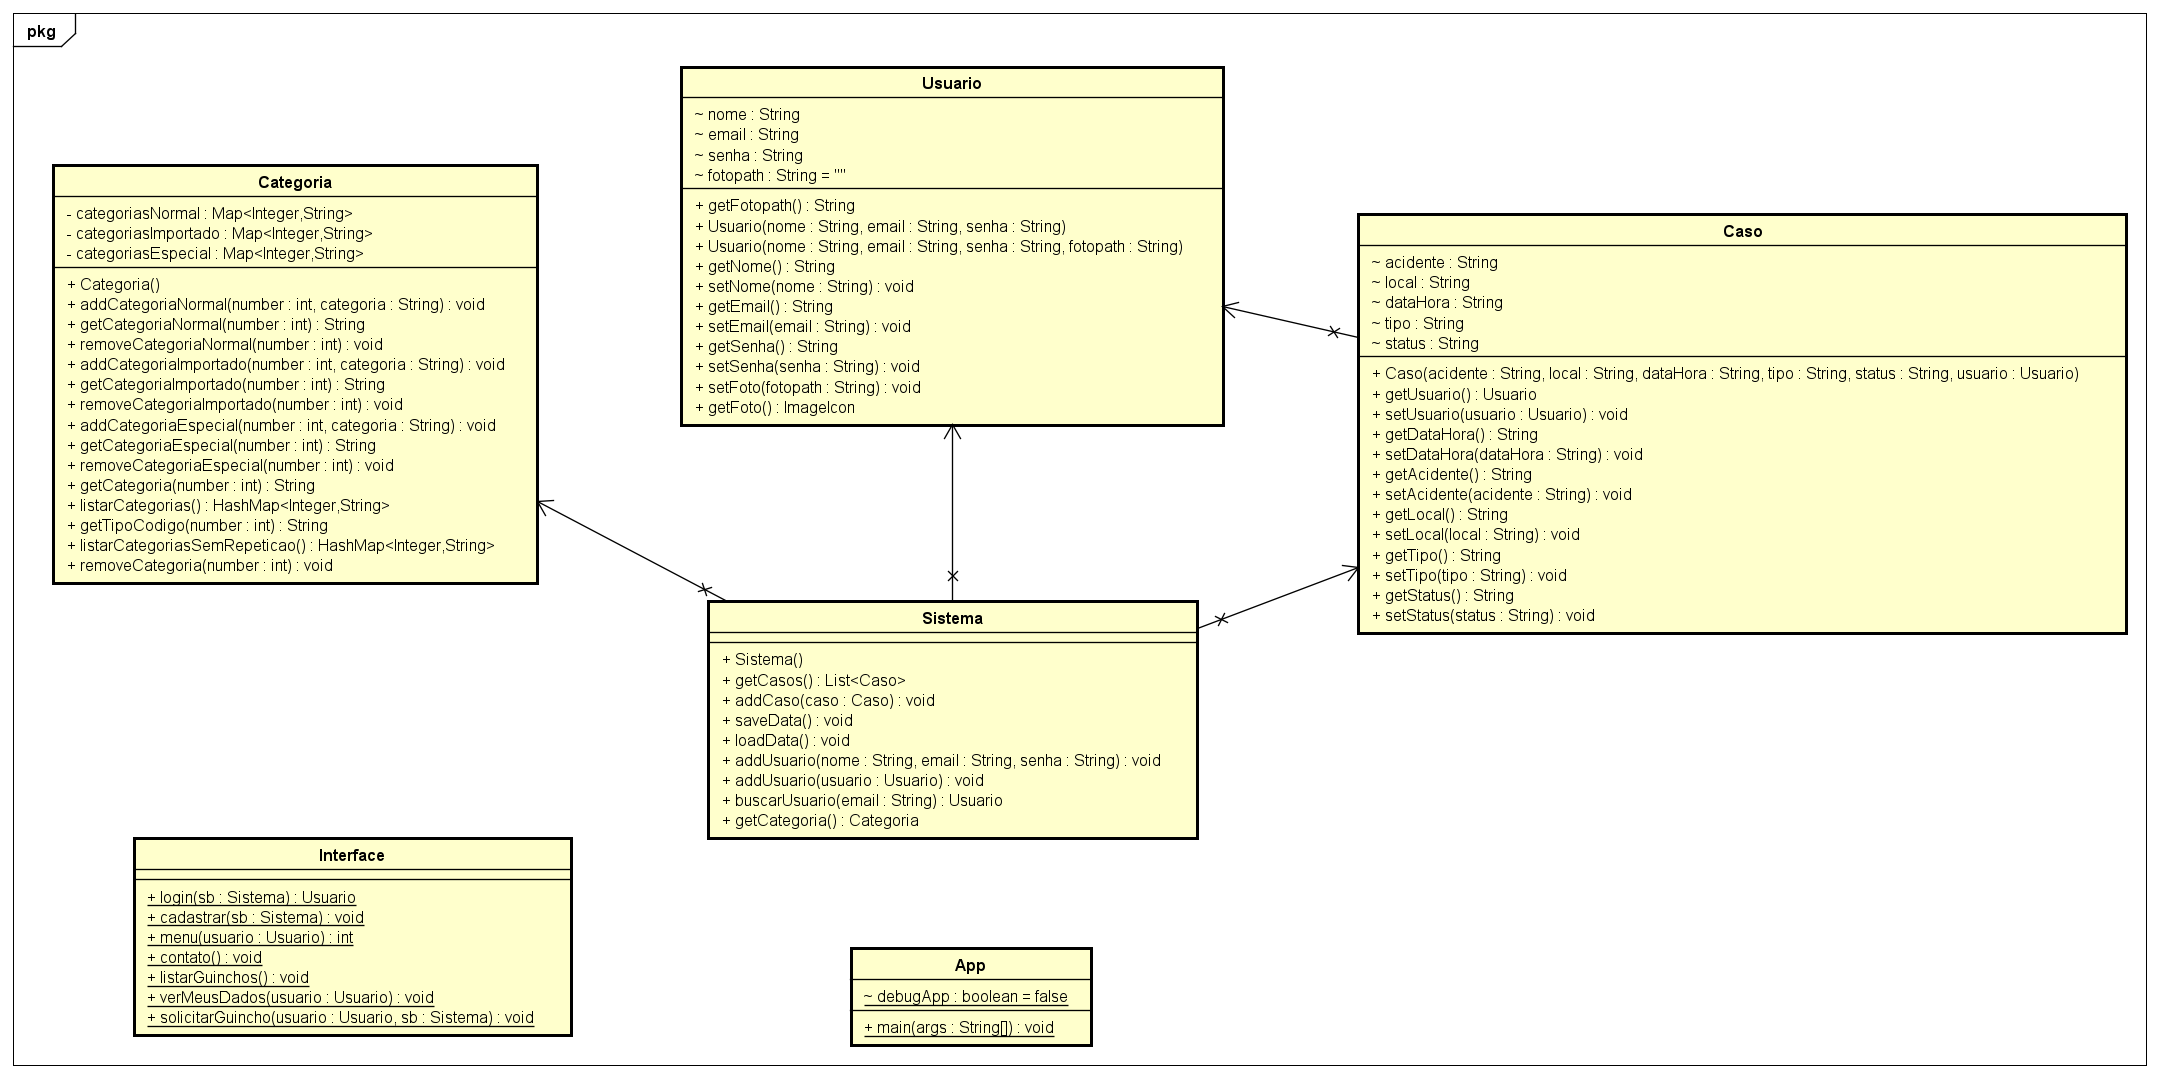 pkg
Usuario
~ nome : String
~ email : String
~ senha : String
~ fotopath : String = ""
+ getFotopath() : String
+ Usuario(nome : String, email : String, senha : String)
+ Usuario(nome : String, email : String, senha : String, fotopath : String)
+ getNome() : String
+ setNome(nome : String) : void
+ getEmail() : String
+ setEmail(email : String) : void
+ getSenha() : String
+ setSenha(senha : String) : void
+ setFoto(fotopath : String) : void
+ getFoto() : ImageIcon
Categoria
- categoriasNormal : Map<Integer,String>
- categoriasImportado : Map<Integer,String>
- categoriasEspecial : Map<Integer,String>
+ Categoria()
+ addCategoriaNormal(number : int, categoria : String) : void
+ getCategoriaNormal(number : int) : String
+ removeCategoriaNormal(number : int) : void
+ addCategoriaImportado(number : int, categoria : String) : void
+ getCategoriaImportado(number : int) : String
+ removeCategoriaImportado(number : int) : void
+ addCategoriaEspecial(number : int, categoria : String) : void
+ getCategoriaEspecial(number : int) : String
+ removeCategoriaEspecial(number : int) : void
+ getCategoria(number : int) : String
+ listarCategorias() : HashMap<Integer,String>
+ getTipoCodigo(number : int) : String
+ listarCategoriasSemRepeticao() : HashMap<Integer,String>
+ removeCategoria(number : int) : void
Caso
~ acidente : String
~ local : String
~ dataHora : String
~ tipo : String
~ status : String
+ Caso(acidente : String, local : String, dataHora : String, tipo : String, status : String, usuario : Usuario)
+ getUsuario() : Usuario
+ setUsuario(usuario : Usuario) : void
+ getDataHora() : String
+ setDataHora(dataHora : String) : void
+ getAcidente() : String
+ setAcidente(acidente : String) : void
+ getLocal() : String
+ setLocal(local : String) : void
+ getTipo() : String
+ setTipo(tipo : String) : void
+ getStatus() : String
+ setStatus(status : String) : void
Sistema
+ Sistema()
+ getCasos() : List<Caso>
+ addCaso(caso : Caso) : void
+ saveData() : void
+ loadData() : void
+ addUsuario(nome : String, email : String, senha : String) : void
+ addUsuario(usuario : Usuario) : void
+ buscarUsuario(email : String) : Usuario
+ getCategoria() : Categoria
Interface
+ login(sb : Sistema) : Usuario
+ cadastrar(sb : Sistema) : void
+ menu(usuario : Usuario) : int
+ contato() : void
+ listarGuinchos() : void
+ verMeusDados(usuario : Usuario) : void
+ solicitarGuincho(usuario : Usuario, sb : Sistema) : void
App
~ debugApp : boolean = false
+ main(args : String[]) : void